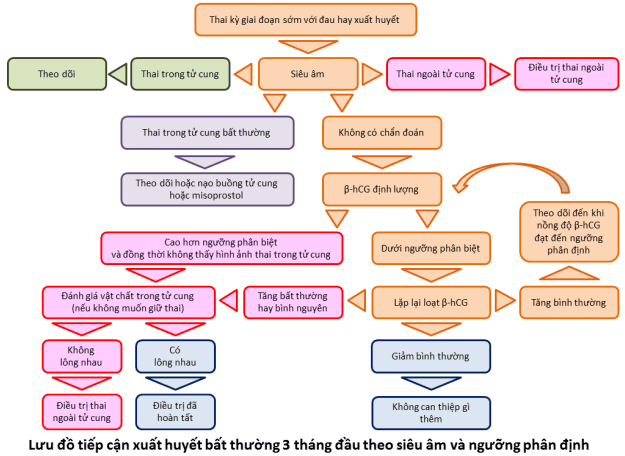 Thai kỳ giai đoạn sớm với đau hay xuất huyết
Theo dõi
Thai trong tử cung
Siêu âm
Thai ngoài tử cung
Điều trị thai ngoài
tử cung
Thai trong tử cung bất thường
Không có chẩn đoán
Theo dõi hoặc nạo buồng tử cung
hoặc misoprostol
β-hCG định lượng
Theo dõi đến khi
nồng độ β-hCG
đạt đến ngưỡng
phân định
Cao hơn ngưỡng phân biệt
và đồng thời không thấy hình ảnh thai trong tử cung
Dưới ngưỡng phân biệt
Đánh giá vật chất trong tử cung
(nếu không muốn giữ thai)
Tăng bất thường
hay bình nguyên
Lặp lại loạt β-hCG
Tăng bình thường
Không
lông nhau
Có
lông nhau
Giảm bình thường
Điều trị thai
ngoài tử cung
Điều trị đã
hoàn tất
Không can thiệp gì
thêm
Lưu đồ tiếp cận xuất huyết bất thường 3 tháng đầu theo siêu âm và ngưỡng phân định